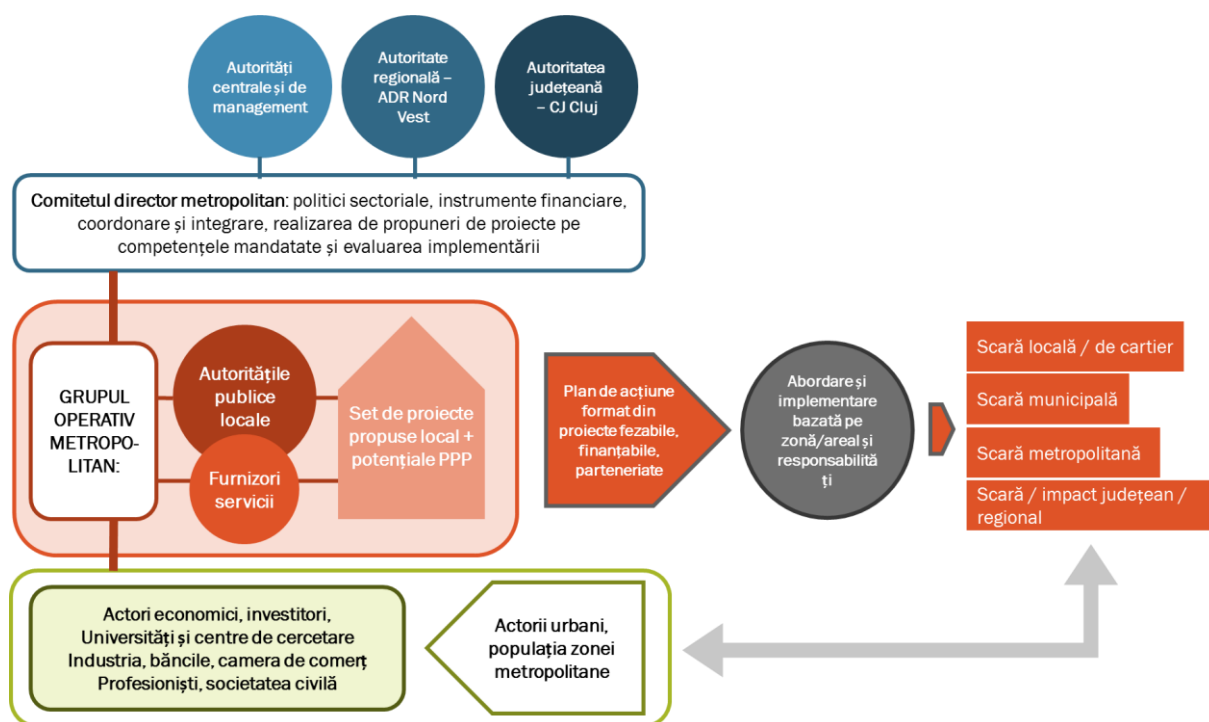 Autorități
centrale și de
management
Autoritate
regională –
ADR Nord
Vest
Autoritatea
județeană
– CJ Cluj
Comitetul director metropolitan: politici sectoriale, instrumente financiare,
coordonare și integrare, realizarea de propuneri de proiecte pe
competențele mandatate și evaluarea implementării
GRUPUL
OPERATIV
METROPO-
LITAN:
Autoritățile
publice
locale
Furnizori
servicii
Set de proiecte
propuse local +
potențiale PPP
Plan de acțiune
format din
proiecte fezabile,
finanțabile,
parteneriate
Abordare și
implementare
bazată pe
zonă/areal și
responsabilită
ți
Scară locală / de cartier
Scară municipală
Scară metropolitană
Scară / impact județean /
regional
Actori economici, investitori,
Universități și centre de cercetare
Industria, băncile, camera de comerț
Profesioniști, societatea civilă
Actorii urbani,
populația zonei
metropolitane